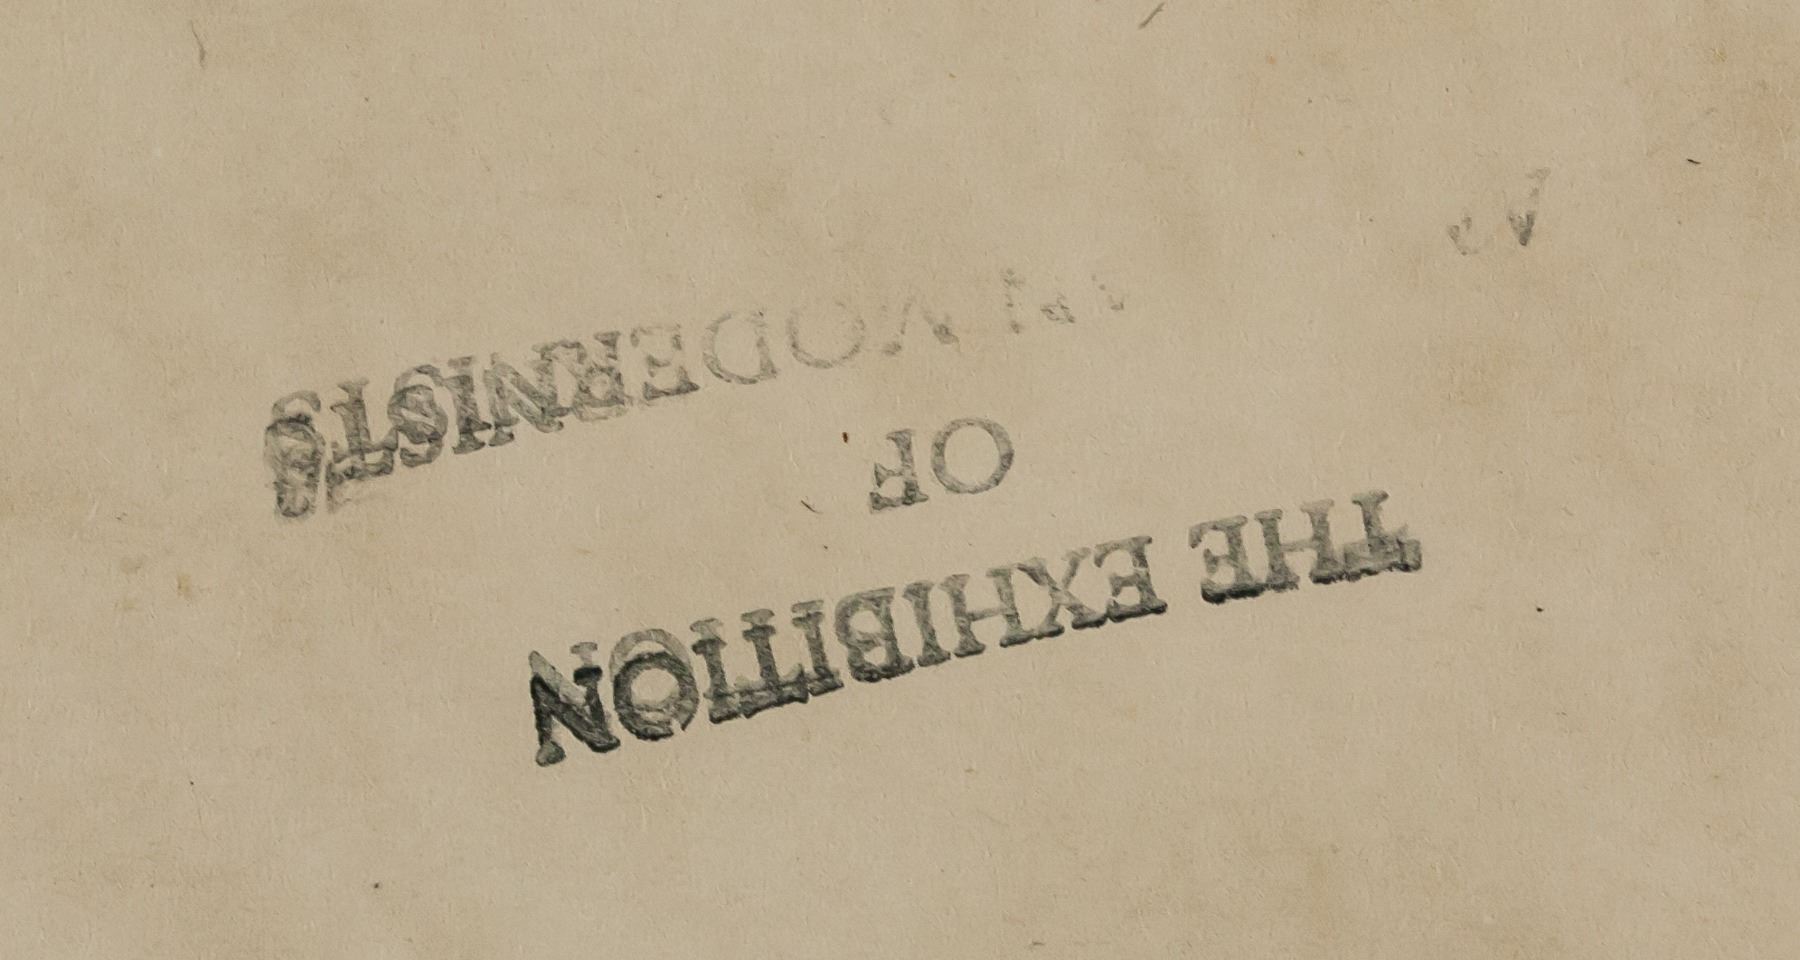 THE EXHIBITION
OF
MODERNISTS